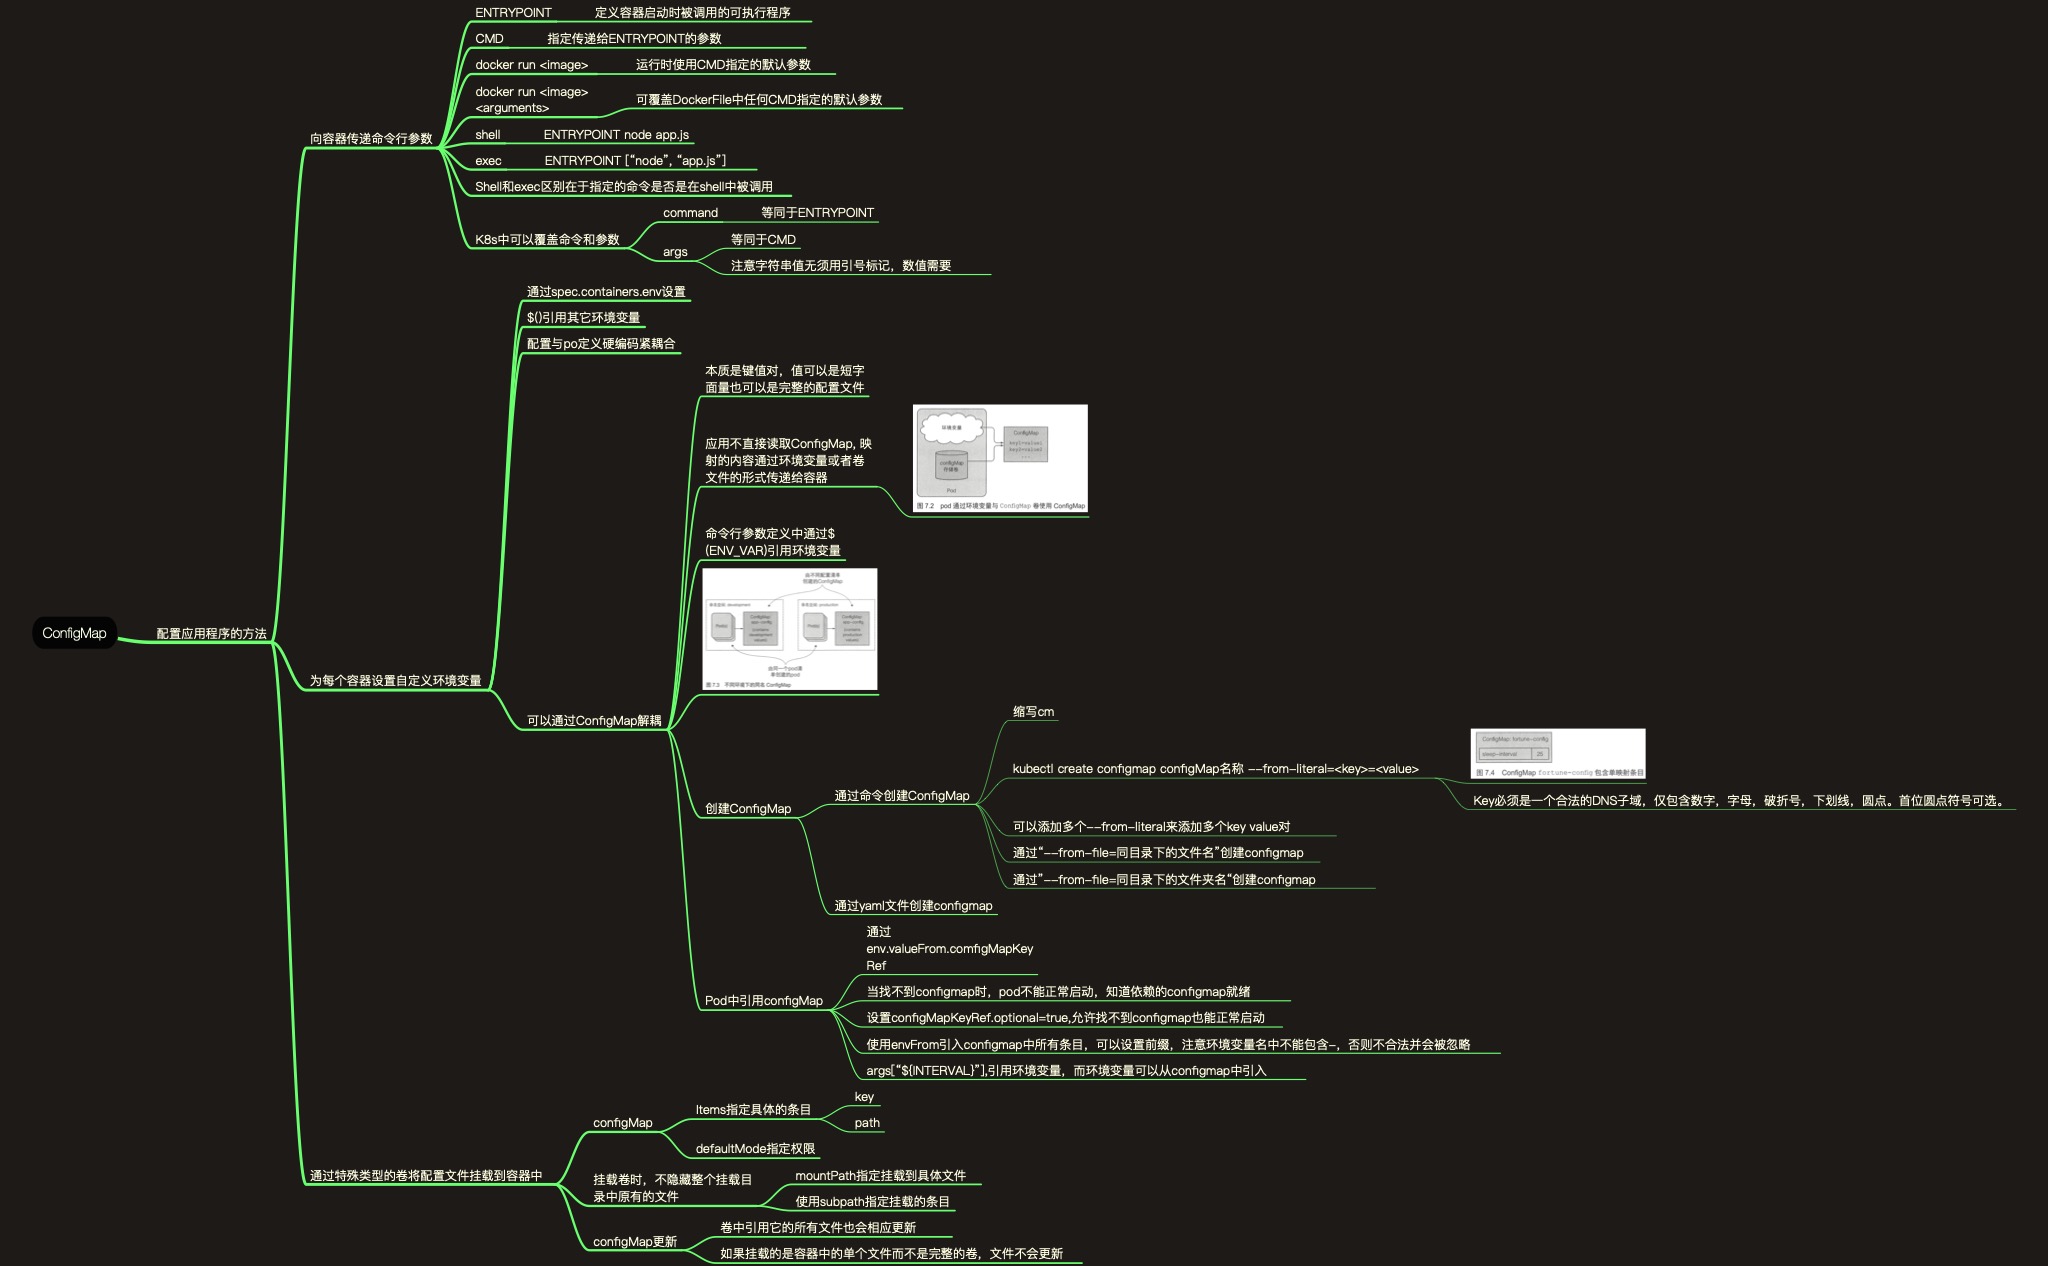 ENTRYPOINT
定义容器启动时被调用的可执行程序
CMD
指定传递给ENTRYPOINT的参数
docker run <image>
运行时使用CMD指定的默认参数
docker run <image>
<arguments>
可覆盖DockerFile中任何CMD指定的默认参数
向容器传递命令行参数
shell
ENTRYPOINT node app.js
exec
ENTRYPOINT [“node”, “app.js”]
Shell和exec区别在于指定的命令是否是在shell中被调用
K8s中可以覆盖命令和参数
command
等同于ENTRYPOINT
args
等同于CMD
注意字符串值无须用引号标记，数值需要
ConfigMap
配置应用程序的方法
为每个容器设置自定义环境变量
通过spec.containers.env设置
$()引用其它环境变量
配置与po定义硬编码紧耦合
可以通过ConfigMap解耦
本质是键值对，值可以是短字
面量也可以是完整的配置文件
应用不直接读取ConfigMap, 映
射的内容通过环境变量或者卷
文件的形式传递给容器
环境变量
configMap
存储卷
Pod
ConfigMap
key1=value1
key2=value2
...
图 7.2 pod 通过环境变量与 ConfigMap 卷使用 ConfigMap
命令行参数定义中通过$
(ENV_VAR)引用环境变量
由不同配置清单
创建的ConfigMap
命名空间: development
命名空间: production
Pod(s)
ConfigMap:
app-config
(contains
development
values)
Pod(s)
ConfigMap:
app-config
(contains
production
values)
由同一个pod清
单创建的pod
图 7.3 不同环境下的同名 ConfigMap
创建ConfigMap
通过命令创建ConfigMap
缩写cm
kubectl create configmap configMap名称 --from-literal=<key>=<value>
ConfigMap: fortune-config
sleep-interval
25
图 7.4 ConfigMap fortune-config 包含单映射条目
Key必须是一个合法的DNS子域，仅包含数字，字母，破折号，下划线，圆点。首位圆点符号可选。
可以添加多个--from-literal来添加多个key value对
通过“--from-file=同目录下的文件名”创建configmap
通过”--from-file=同目录下的文件夹名“创建configmap
通过yaml文件创建configmap
Pod中引用configMap
通过
env.valueFrom.comfigMapKey
Ref
当找不到configmap时，pod不能正常启动，知道依赖的configmap就绪
设置configMapKeyRef.optional=true,允许找不到configmap也能正常启动
使用envFrom引入configmap中所有条目，可以设置前缀，注意环境变量名中不能包含-，否则不合法并会被忽略
args[“${INTERVAL}”],引用环境变量，而环境变量可以从configmap中引入
通过特殊类型的卷将配置文件挂载到容器中
configMap
Items指定具体的条目
key
path
defaultMode指定权限
挂载卷时，不隐藏整个挂载目
录中原有的文件
mountPath指定挂载到具体文件
使用subpath指定挂载的条目
configMap更新
卷中引用它的所有文件也会相应更新
如果挂载的是容器中的单个文件而不是完整的卷，文件不会更新